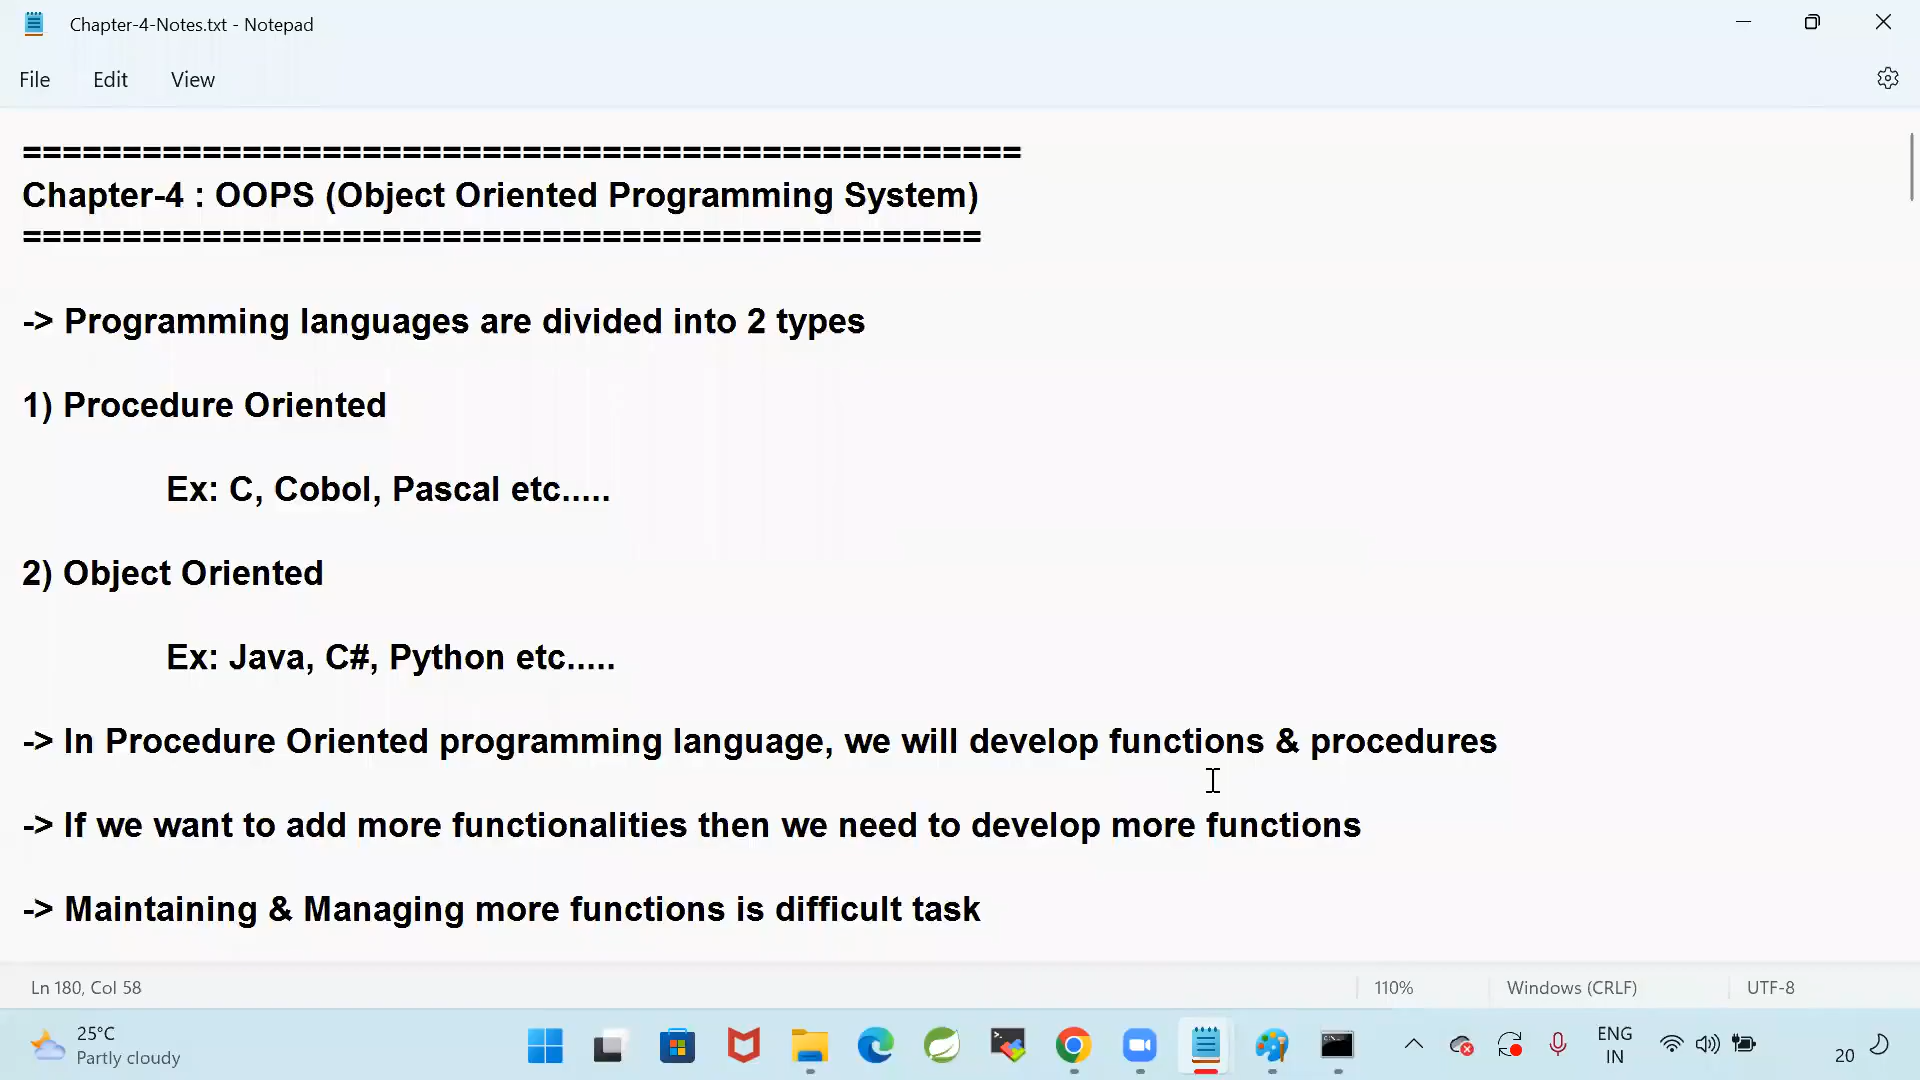 Chapter-4-Notes.txt - Notepad
File Edit View
==================================================
Chapter-4 : OOPS (Object Oriented Programming System)
================================================
-> Programming languages are divided into 2 types
1) Procedure Oriented
Ex: C, Cobol, Pascal etc.....
2) Object Oriented
Ex: Java, C#, Python etc.....
-> In Procedure Oriented programming language, we will develop functions & procedures
-> If we want to add more functionalities then we need to develop more functions
-> Maintaining & Managing more functions is difficult task
Ln 180, Col 58 110% Windows (CRLF) UTF-8
25°C
Partly cloudy
ENG
IN
20